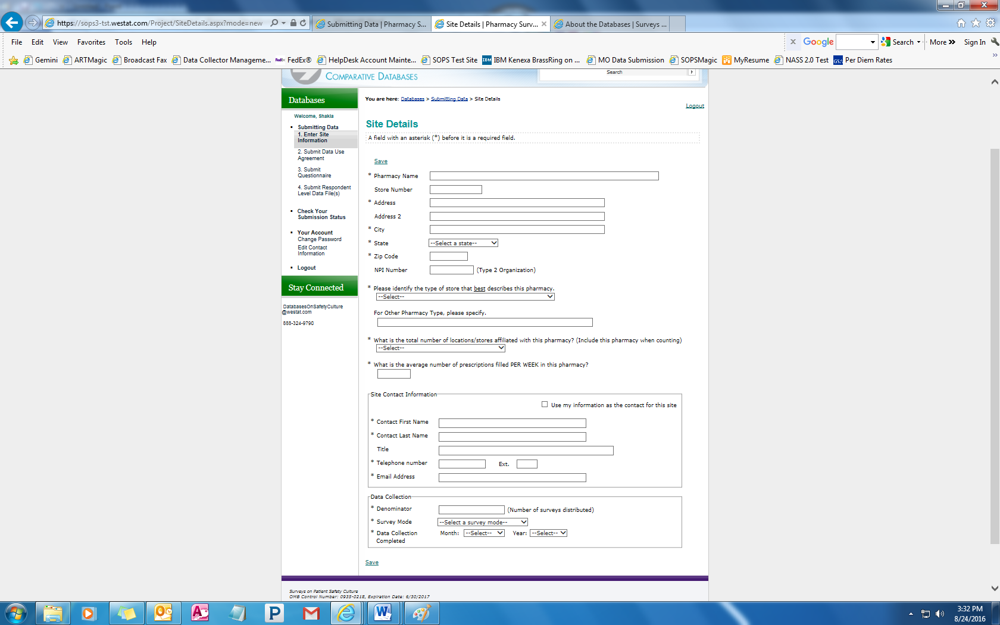 https://sops3-tst.westat.com/Project/SiteDetails.aspx?mode=new
Submitting Data | Pharmacy S...
Site Details | Pharmacy Surv...
About the Databases | Surveys ...
File Edit View Favorites Tools Help
x Google Search More >> Sign In
Gemini ARTMagic Broadcast Fax Data Collector Manageme... FedEx FedEx® HelpDesk Account Mainte... SOPS Test Site IBM IBM Kenexa BrassRing on ... MO Data Submission SOPSMagic MyResume NASS 2.0 Test GSA Per Diem Rates
COMPARATIVE DATABASES
Search
Databases
Welcome, Shakia
Submitting Data
1. Enter Site
Information
2. Submit Data Use
Agreement
3. Submit
Questionnaire
4. Submit Respondent
Level Data File(s)
Check Your
Submission Status
Your Account
Change Password
Edit Contact
Information
Logout
Stay Connected
DatabasesOnSafetyCulture
@westat.com
888-324-9790
You are here: Databases > Submitting Data > Site Details
Logout
Site Details
A field with an asterisk (*) before it is a required field.
Save
* Pharmacy Name
Store Number
* Address
Address 2
* City
* State --Select a state--
* Zip Code
NPI Number (Type 2 Organization)
* Please identify the type of store that best describes this pharmacy.
--Select--
For Other Pharmacy Type, please specify.
* What is the total number of locations/stores affiliated with this pharmacy? (Include this pharmacy when counting)
--Select--
* What is the average number of prescriptions filled PER WEEK in this pharmacy?
Site Contact Information
Use my information as the contact for this site
* Contact First Name
* Contact Last Name
Title
* Telephone number Ext.
* Email Address
Data Collection
* Denominator (Number of surveys distributed)
* Survey Mode --Select a survey mode--
* Data Collection Month: --Select-- Year: --Select--
Completed
Save
Surveys on Patient Safety Culture
OMB Control Number: 0935-0218, Expiration Date: 6/30/2017
3:32 PM
8/24/2016